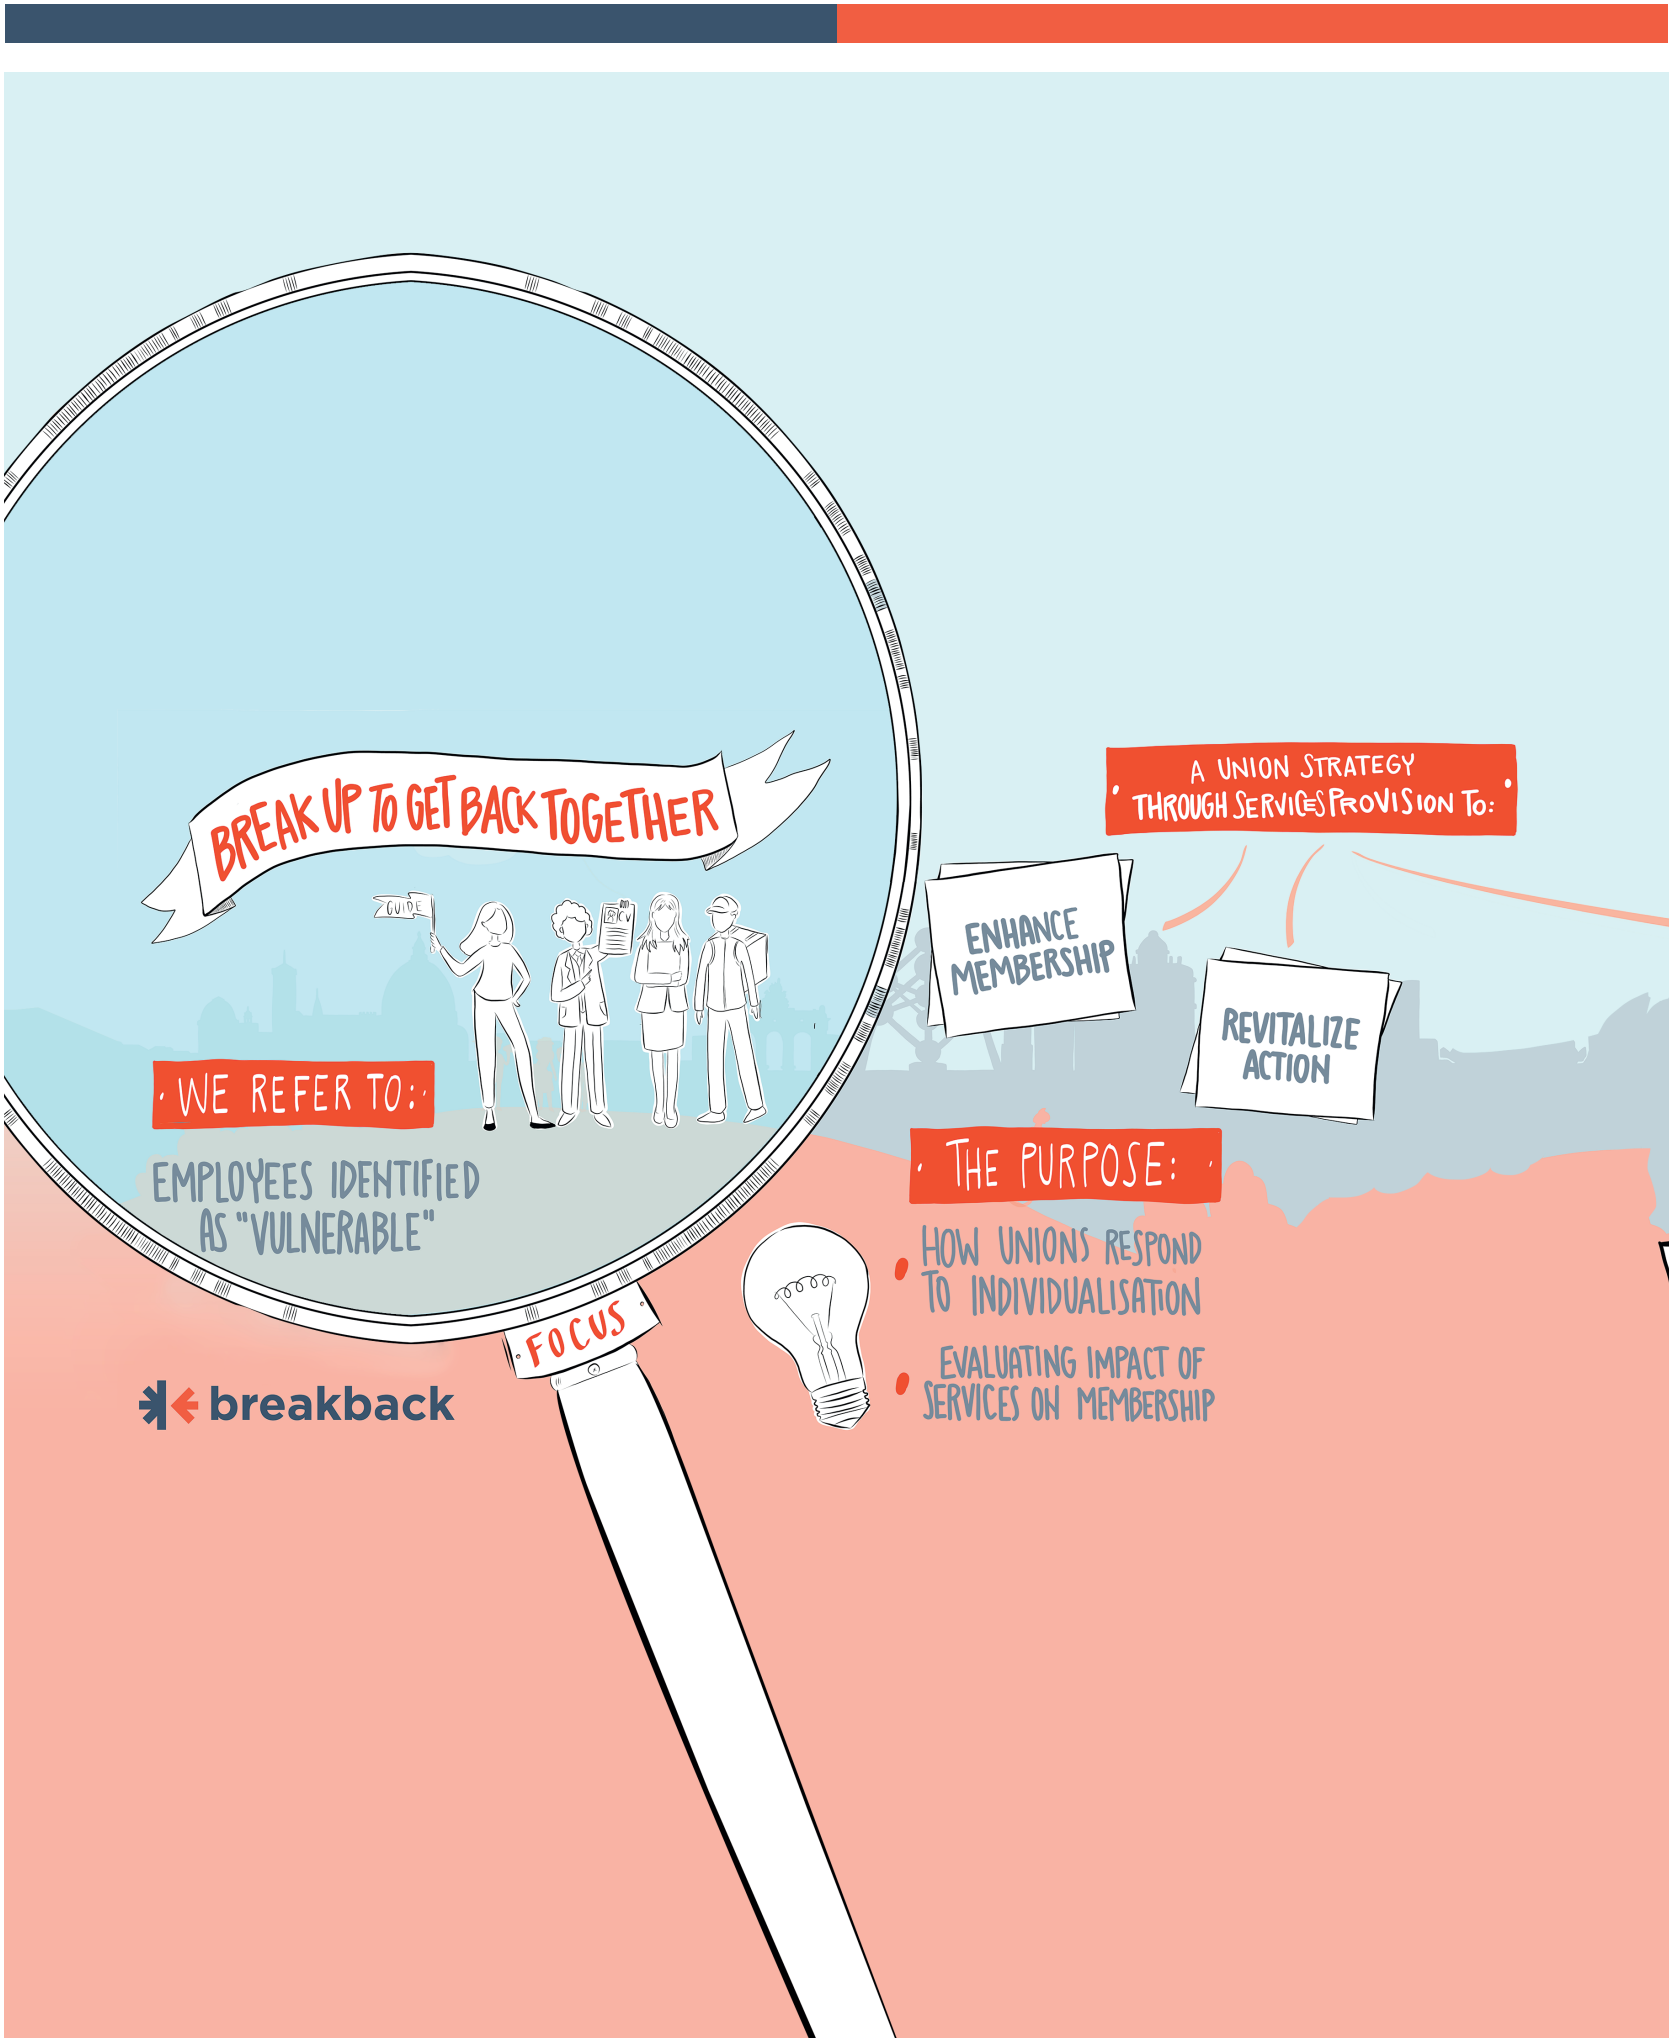 BREAK UP TO GET BACK TOGETHER
GUIDE
CV
WE REFER TO:
EMPLOYEES IDENTIFIED
AS "VULNERABLE"
FOCUS
breakback
A UNION STRATEGY
THROUGH SERVICES PROVISION TO:
ENHANCE
MEMBERSHIP
REVITALIZE
ACTION
THE PURPOSE:
HOW UNIONS RESPOND
TO INDIVIDUALISATION
EVALUATING IMPACT OF
SERVICES ON MEMBERSHIP